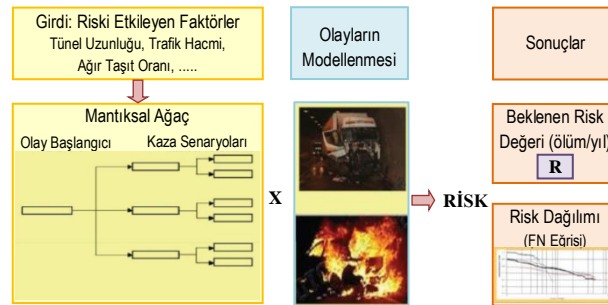 Girdi: Riski Etkileyen Faktörler
Tünel Uzunluğu, Trafik Hacmi,
Ağır Taşıt Oranı, .....
Olayların
Modellenmesi
Sonuçlar
Mantıksal Ağaç
Olay Başlangıcı
Kaza Senaryoları
X
RİSK
Beklenen Risk
Değeri (ölüm/yıl)
R
Risk Dağılımı
(FN Eğrisi)